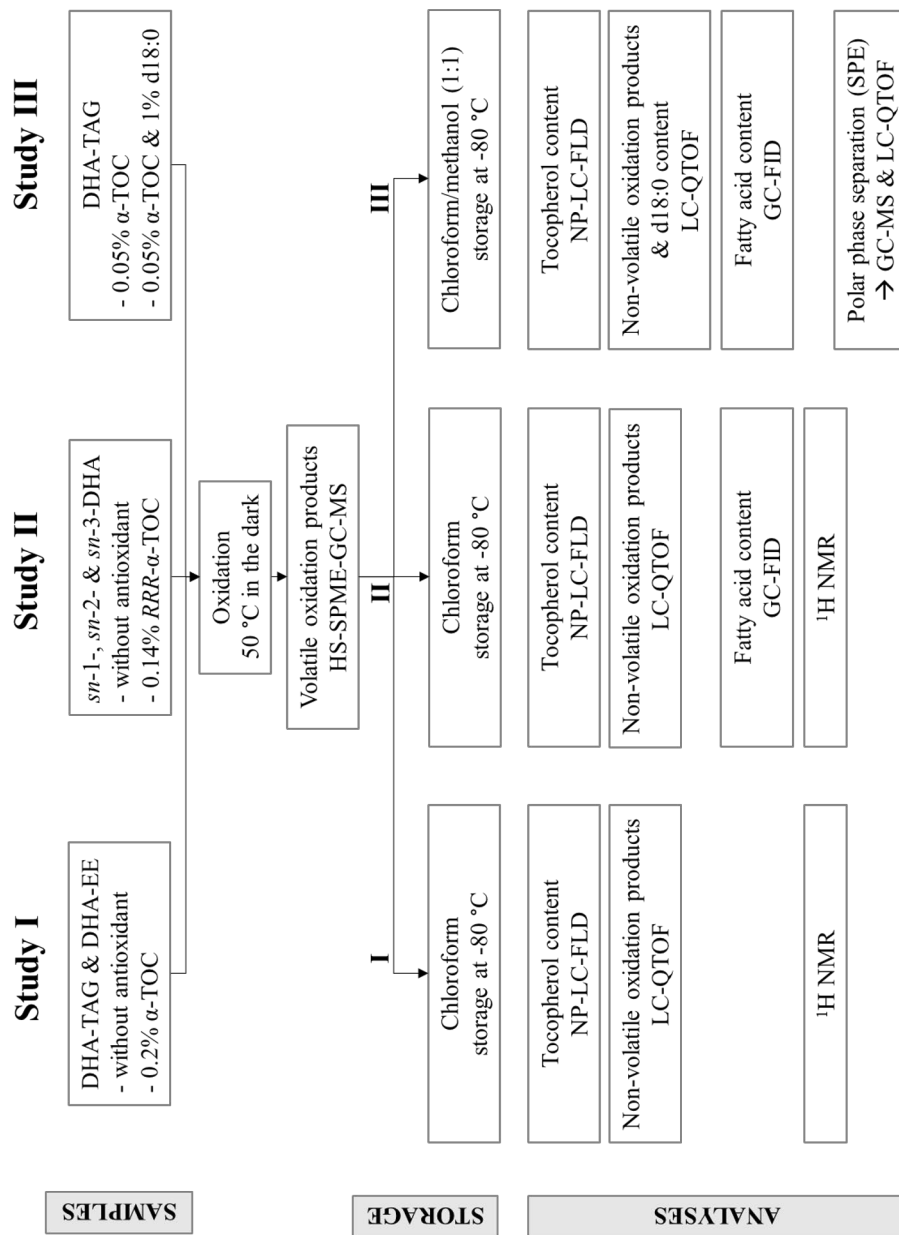 Study I
Study II
Study III
SAMPLES
DHA-TAG & DHA-EE
- without antioxidant
- 0.2% α-TOC
sn-1-, sn-2- & sn-3-DHA
- without antioxidant
- 0.14% RRR-α-TOC
DHA-TAG
- 0.05% α-TOC
- 0.05% α-TOC & 1% d18:0
Oxidation
50 °C in the dark
Volatile oxidation products
HS-SPME-GC-MS
I
II
III
STORAGE
Chloroform
storage at -80 °C
Chloroform
storage at -80 °C
Chloroform/methanol (1:1)
storage at -80 °C
ANALYSES
Tocopherol content
NP-LC-FLD
Tocopherol content
NP-LC-FLD
Tocopherol content
NP-LC-FLD
Non-volatile oxidation products
LC-QTOF
Non-volatile oxidation products
LC-QTOF
Non-volatile oxidation products
& d18:0 content
LC-QTOF
Fatty acid content
GC-FID
Fatty acid content
GC-FID
¹H NMR
¹H NMR
Polar phase separation (SPE)
→ GC-MS & LC-QTOF